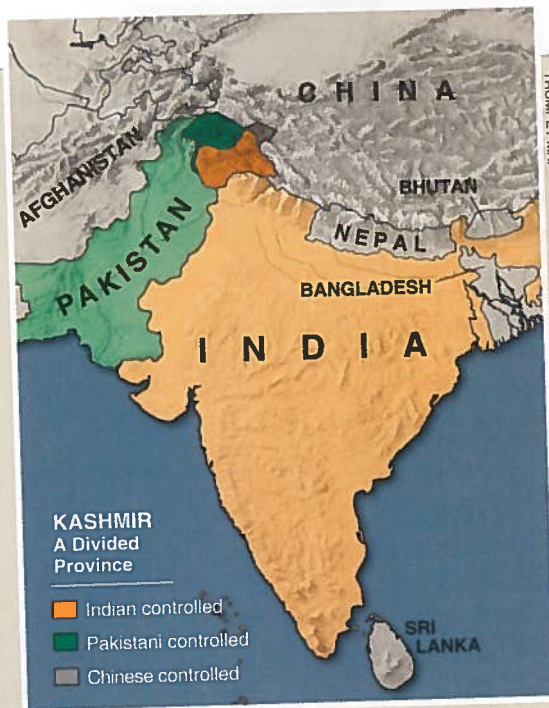 CHINA
AFGHANISTAN
PAKISTAN
BHUTAN
NEPAL
BANGLADESH
INDIA
KASHMIR
A Divided
Province
Indian controlled
Pakistani controlled
Chinese controlled
SRI
LANKA